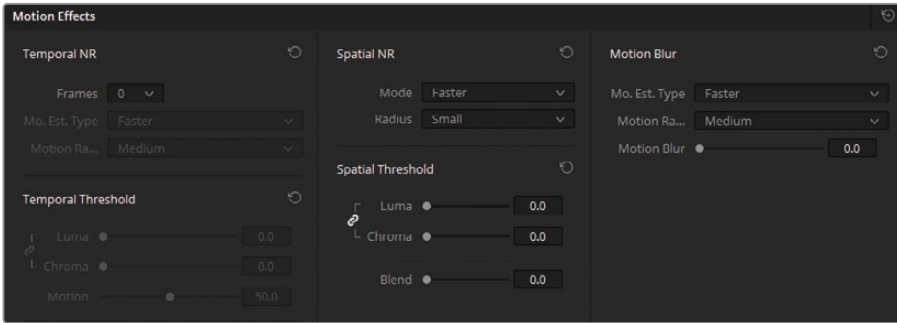 Motion Effects
Temporal NR
Frames 0
Mo. Est. Type Faster
Motion Ra... Medium
Temporal Threshold
Luma 0.0
Chroma 0.0
Motion 50.0
Spatial NR
Mode Faster
Radius Small
Spatial Threshold
Luma 0.0
Chroma 0.0
Blend 0.0
Motion Blur
Mo. Est. Type Faster
Motion Ra... Medium
Motion Blur 0.0